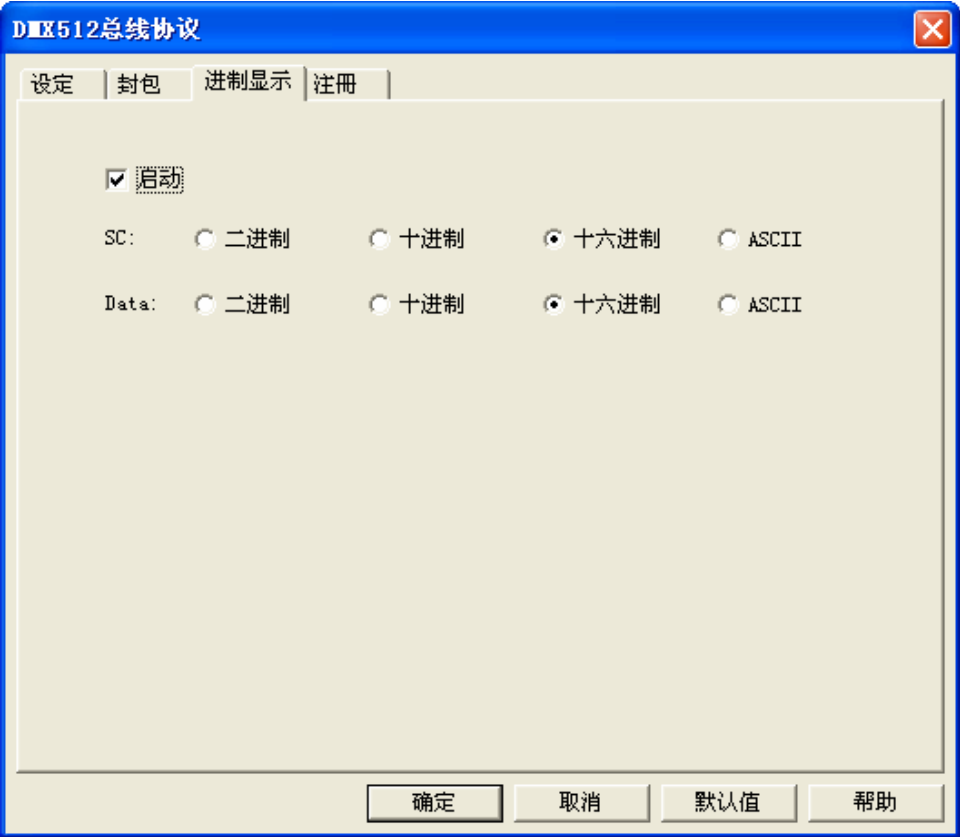 DMX512总线协议
设定 封包 进制显示 注册
启动
SC: 二进制 十进制 十六进制 ASCII
Data: 二进制 十进制 十六进制 ASCII
确定 取消 默认值 帮助